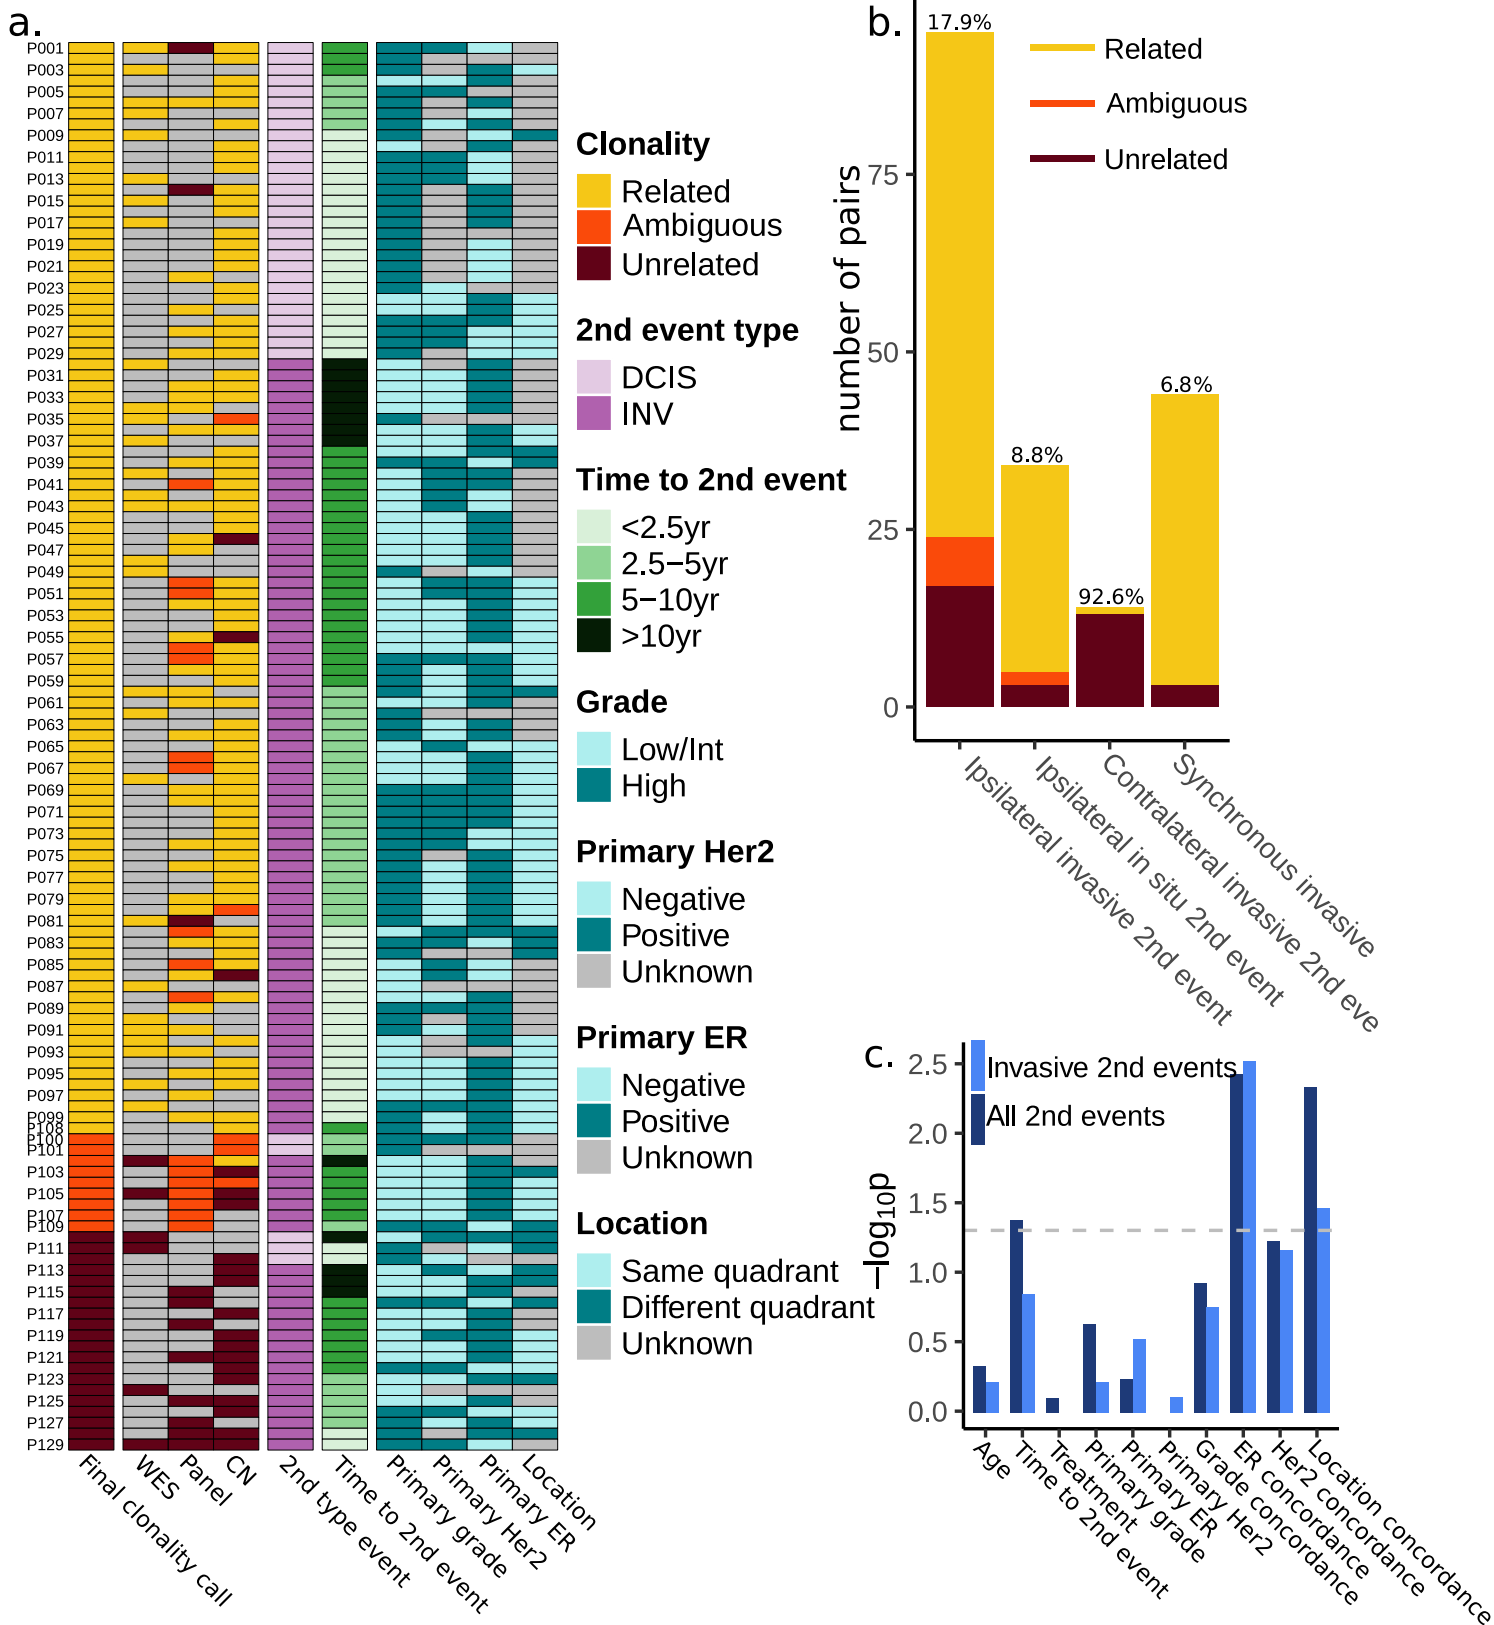 a.
P001
P003
P005
P007
P009
P011
P013
P015
P017
P019
P021
P023
P025
P027
P029
P031
P033
P035
P037
P039
P041
P043
P045
P047
P049
P051
P053
P055
P057
P059
P061
P063
P065
P067
P069
P071
P073
P075
P077
P079
P081
P083
P085
P087
P089
P091
P093
P095
P097
P099
P108
P100
P101
P103
P105
P107
P109
P111
P113
P115
P117
P119
P121
P123
P125
P127
P129
Final clonality call
WES
Panel
CN
2nd type event
Time to 2nd event
Primary grade
Primary Her2
Primary ER
Location
Clonality
Related
Ambiguous
Unrelated
2nd event type
DCIS
INV
Time to 2nd event
<2.5yr
2.5−5yr
5−10yr
>10yr
Grade
Low/Int
High
Primary Her2
Negative
Positive
Unknown
Primary ER
Negative
Positive
Unknown
Location
Same quadrant
Different quadrant
Unknown
b.
number of pairs
75
50
25
0
17.9%
8.8%
92.6%
6.8%
Related
Ambiguous
Unrelated
Ipsilateral invasive 2nd event
Ipsilateral in situ 2nd event
Contralateral invasive 2nd eve
Synchronous invasive
c.
−log10p
2.5
2.0
1.5
1.0
0.5
0.0
Invasive 2nd events
All 2nd events
Age
Time to 2nd event
Treatment
Primary grade
Primary ER
Primary Her2
Grade concordance
ER concordance
Her2 concordance
Location concordance